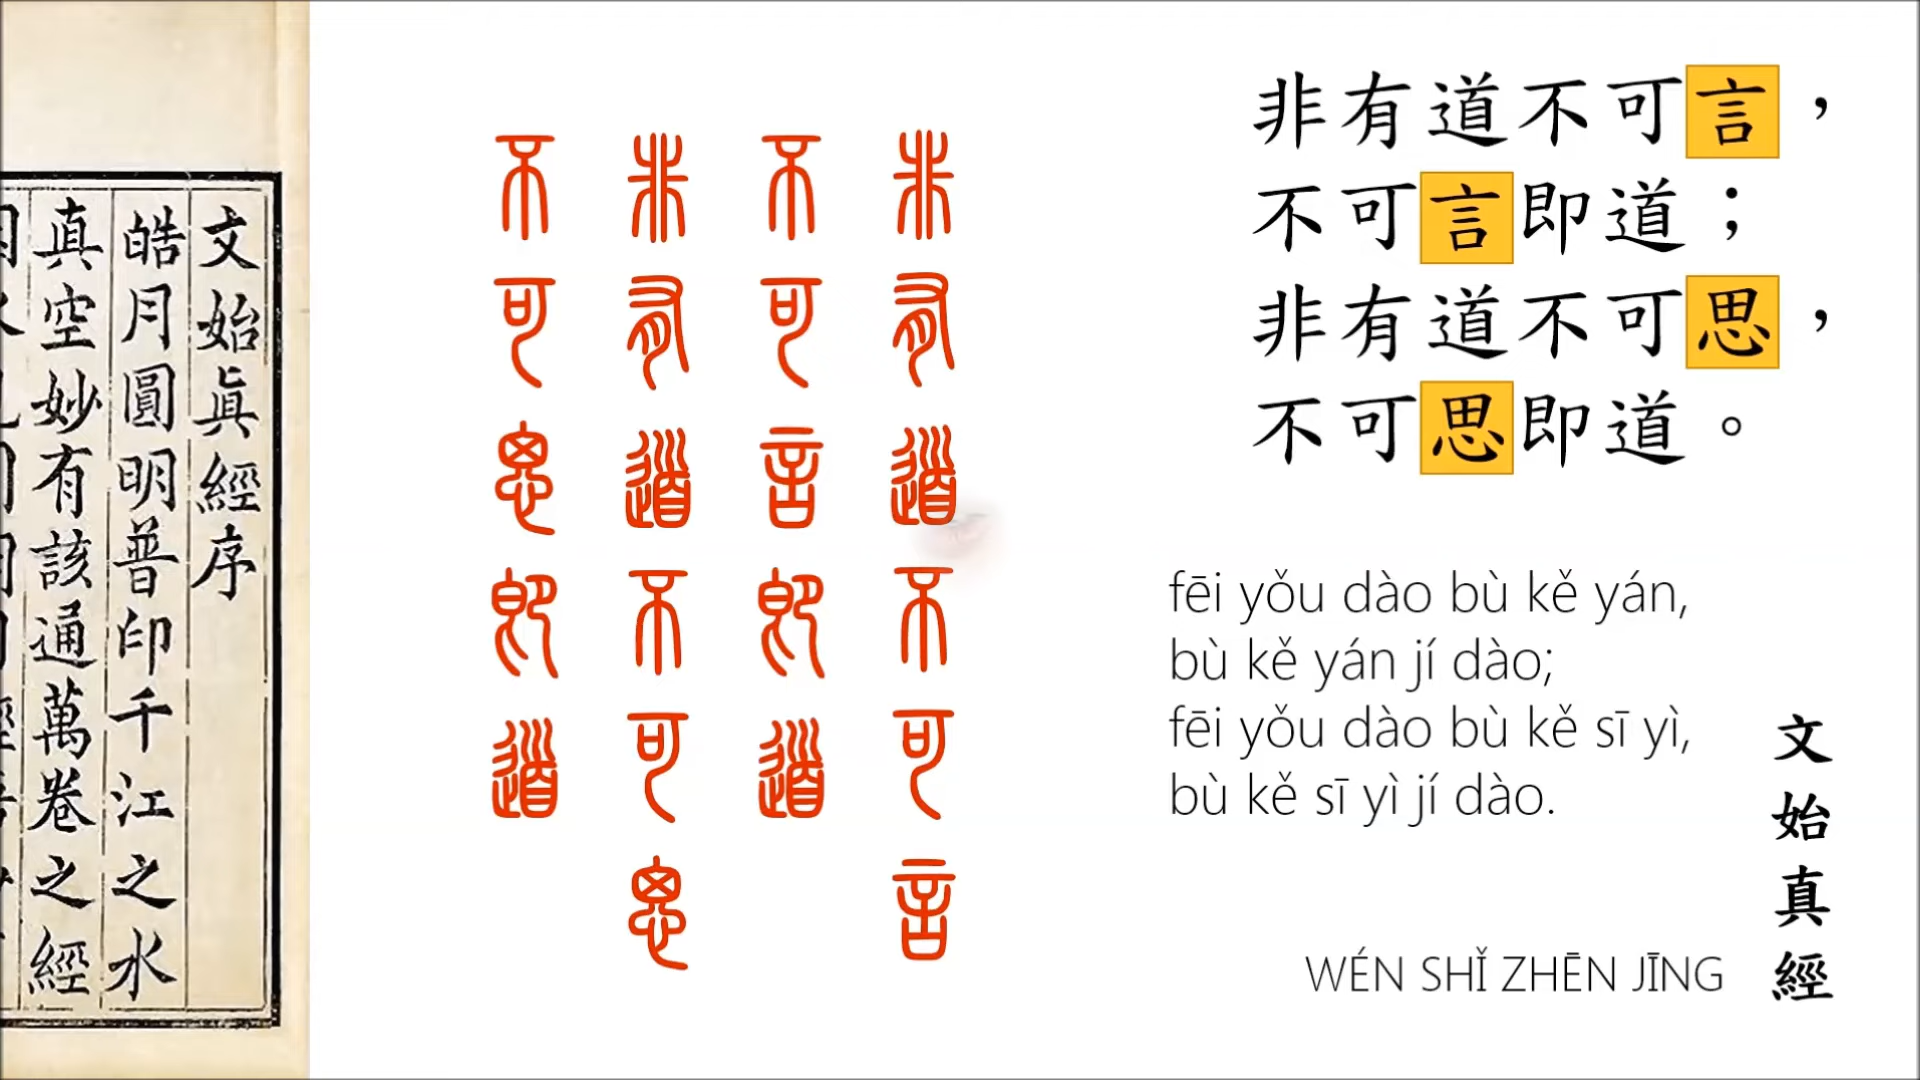 文始眞經序
皓月圓明普印千江之水
真空妙有該通萬卷之經
非有道不可言
不可言即道
非有道不可思
不可思即道
非有道不可言，
不可言即道；
非有道不可思，
不可思即道。
fēi yǒu dào bù kě yán,
bù kě yán jí dào;
fēi yǒu dào bù kě sī yì,
bù kě sī yì jí dào.
文始真經
WÉN SHǏ ZHĒN JĪNG